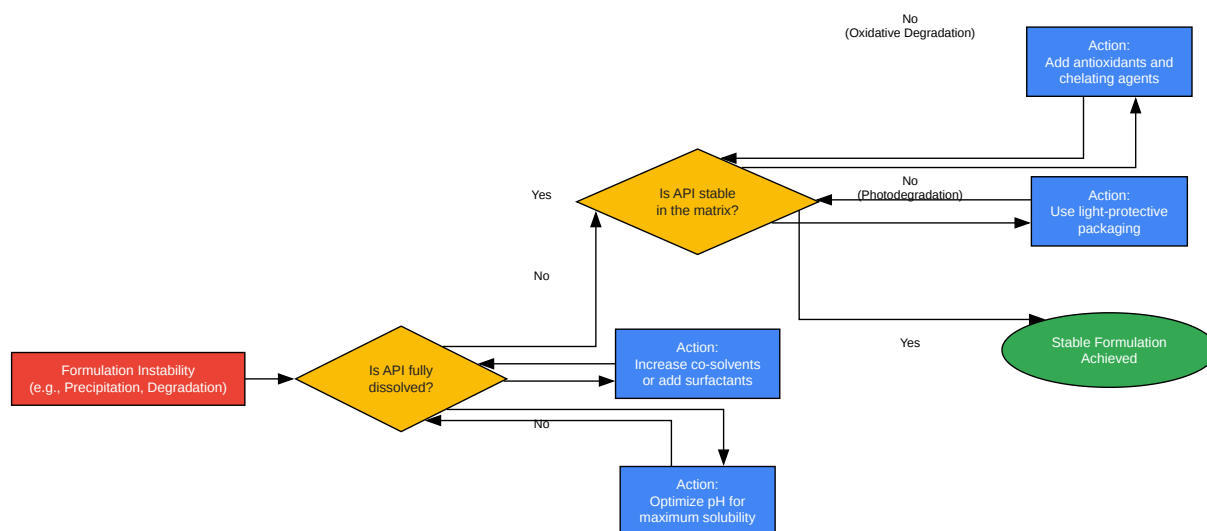 No
(Oxidative Degradation)
Action:
Add antioxidants and
chelating agents
Is API stable
in the matrix?
Yes
No
(Photodegradation)
Action:
Use light-protective
packaging
No
Stable Formulation
Achieved
Yes
Formulation Instability
(e.g., Precipitation, Degradation)
Is API fully
dissolved?
Action:
Increase co-solvents
or add surfactants
No
Action:
Optimize pH for
maximum solubility